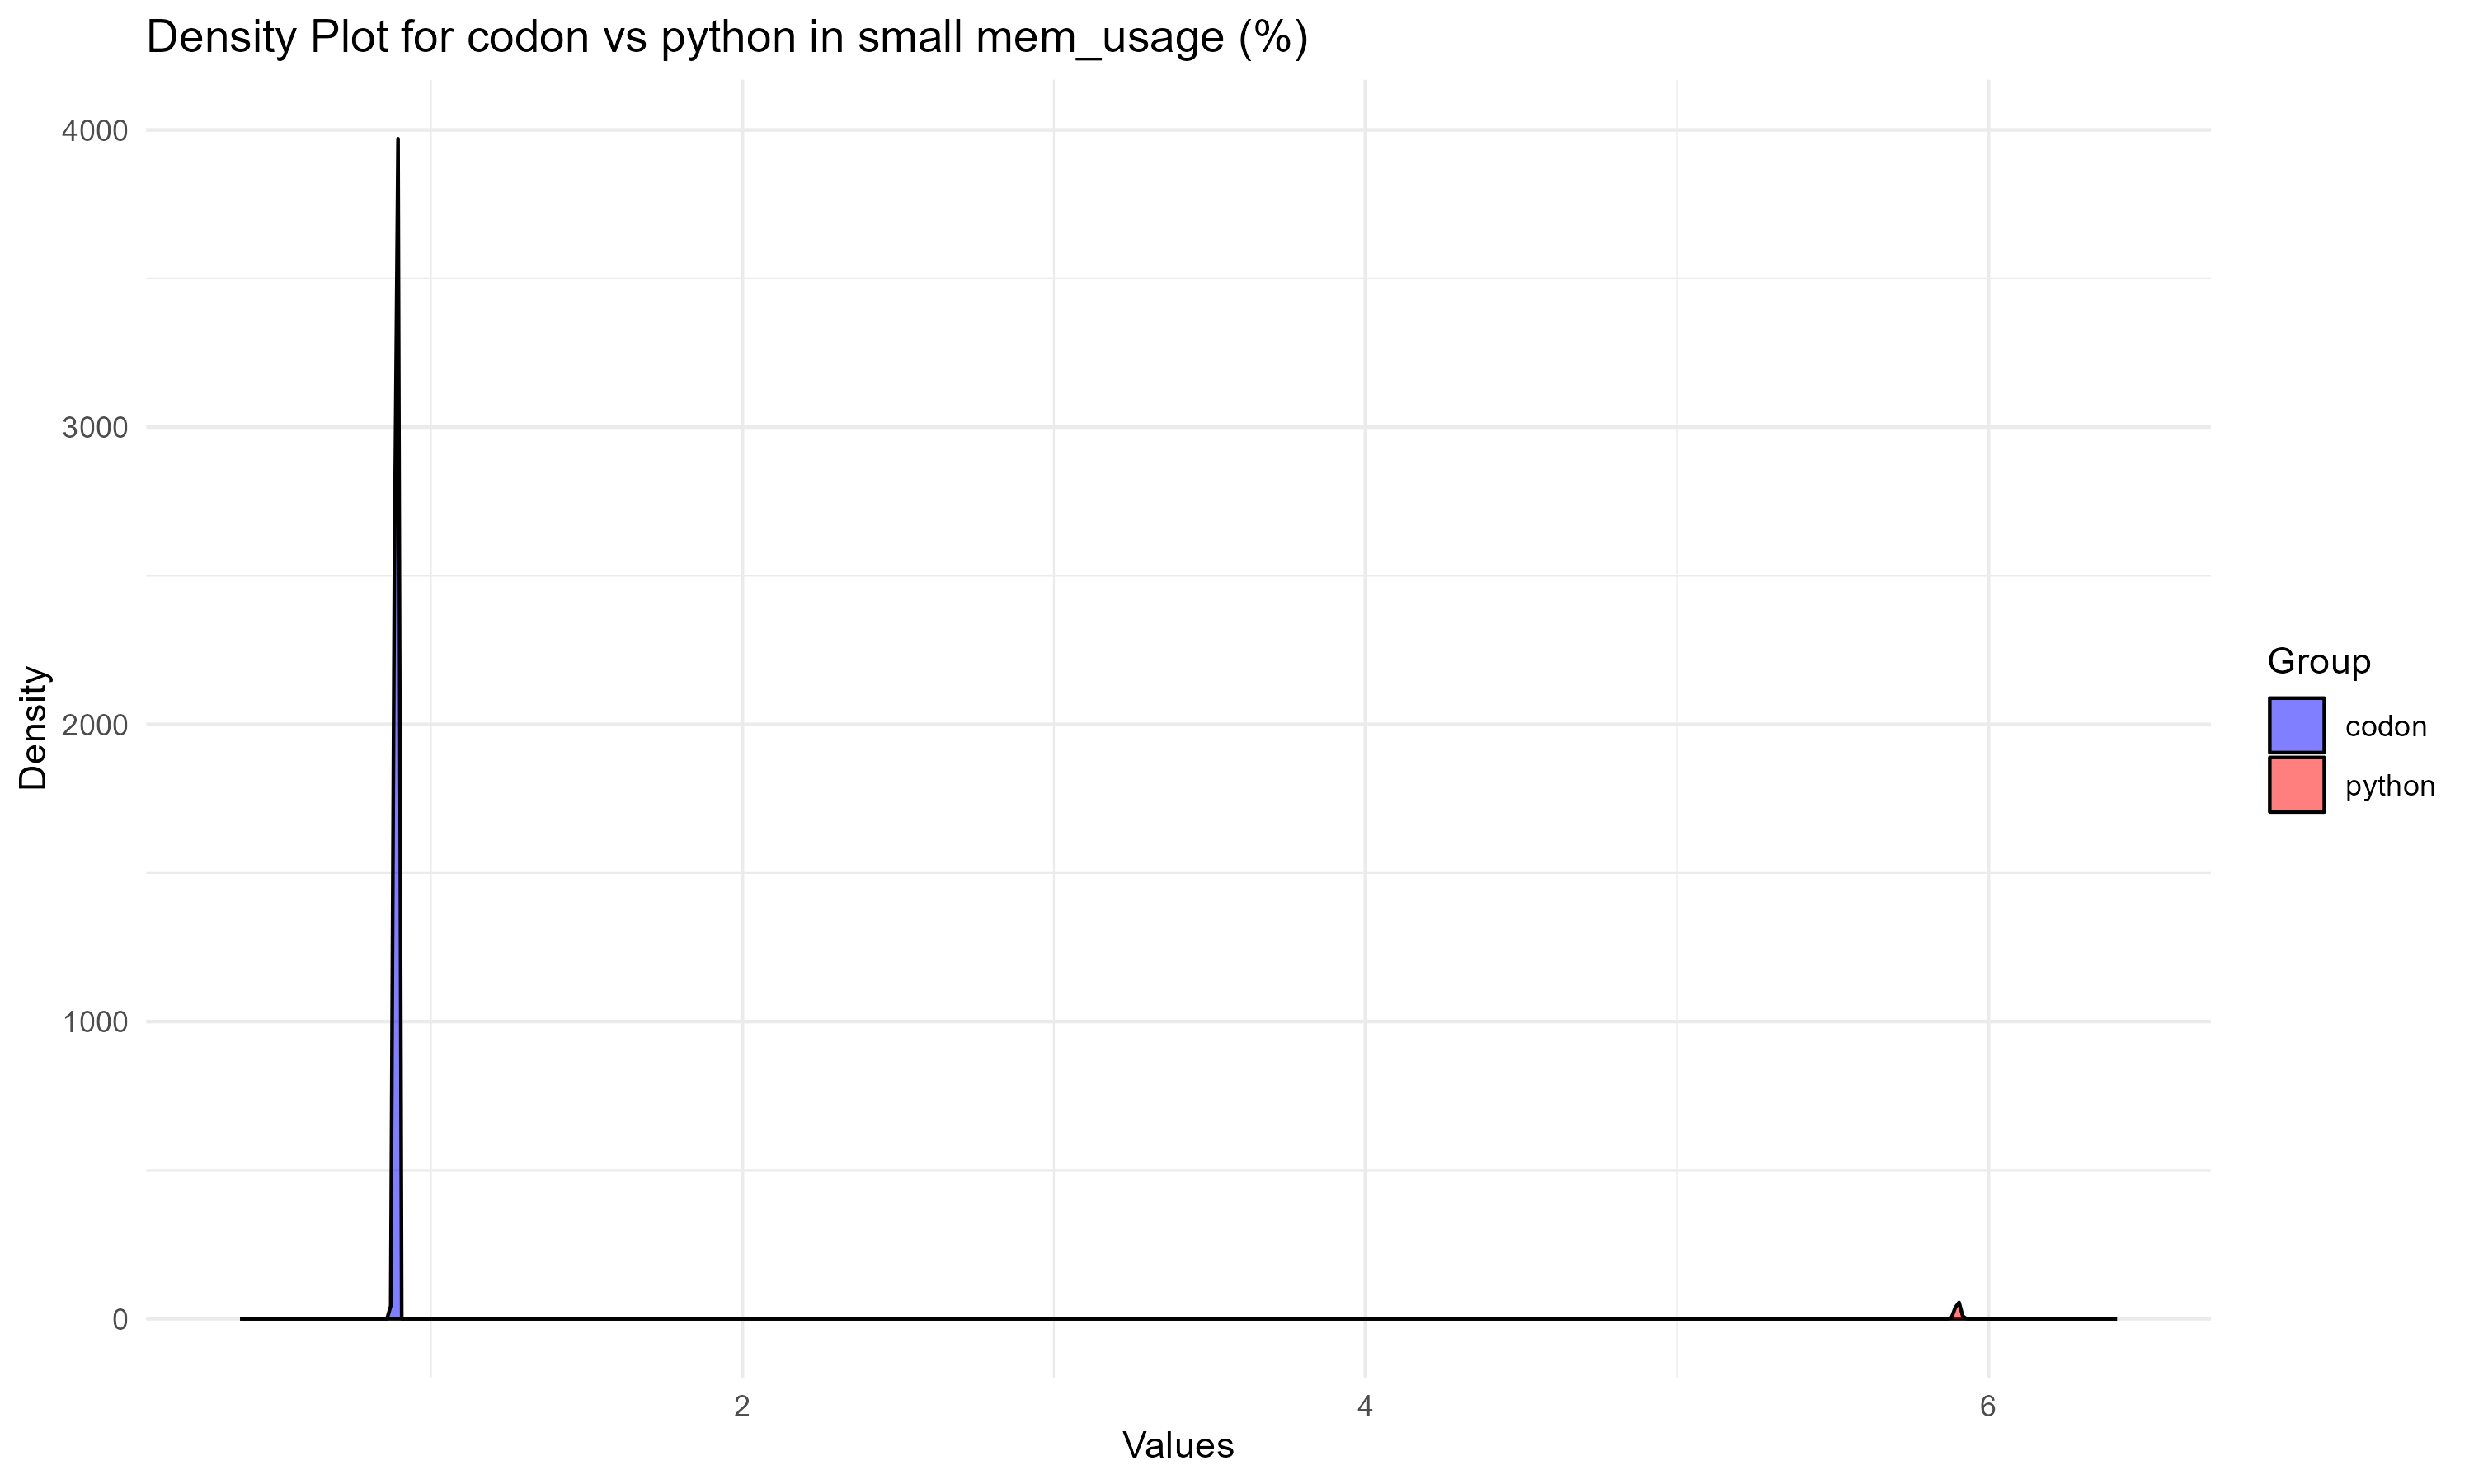 Density Plot for codon vs python in small mem_usage (%)
4000
3000
2000
1000
0
Density
2
4
6
Values
Group
codon
python